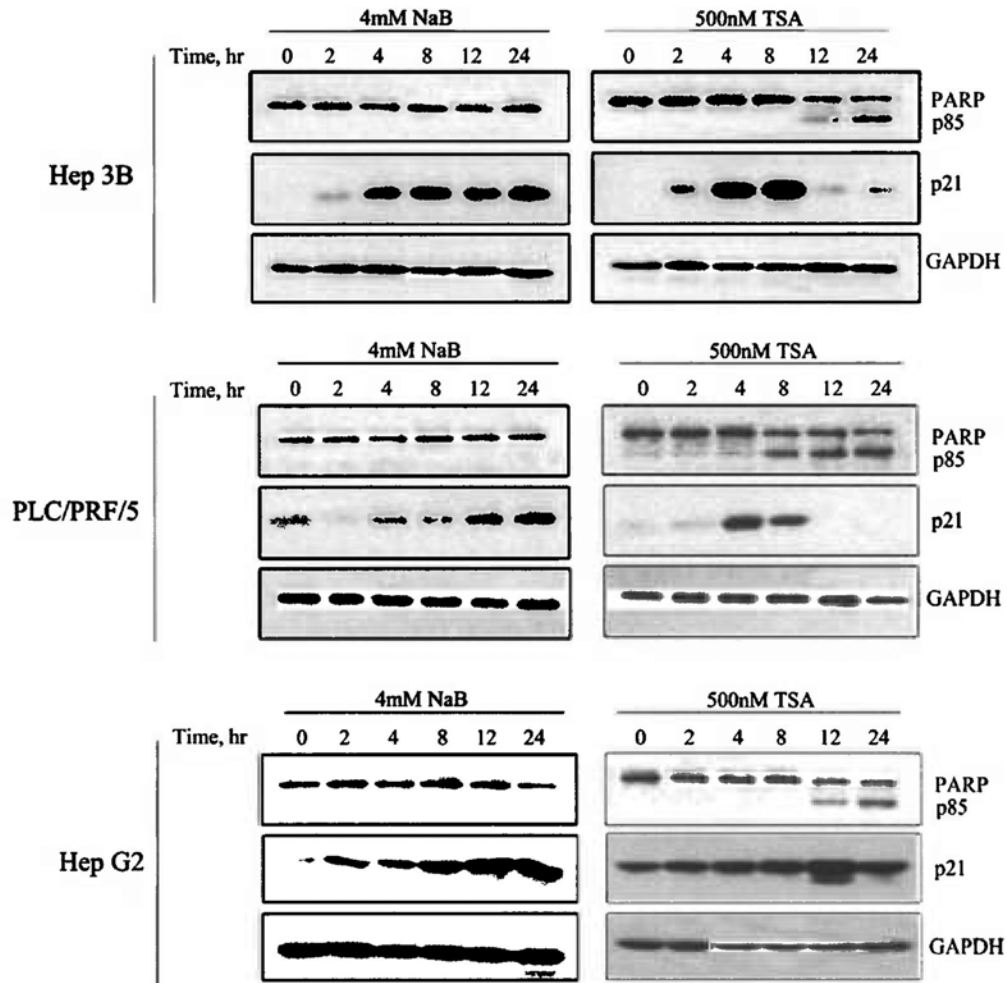 4mM NaB 500nM TSA
Time, hr 0 2 4 8 12 24 0 2 4 8 12 24
PARP
p85
Hep 3B
p21
GAPDH
4mM NaB 500nM TSA
Time, hr 0 2 4 8 12 24 0 2 4 8 12 24
PARP
p85
PLC/PRF/5
p21
GAPDH
4mM NaB 500nM TSA
Time, hr 0 2 4 8 12 24 0 2 4 8 12 24
PARP
p85
Hep G2
p21
GAPDH